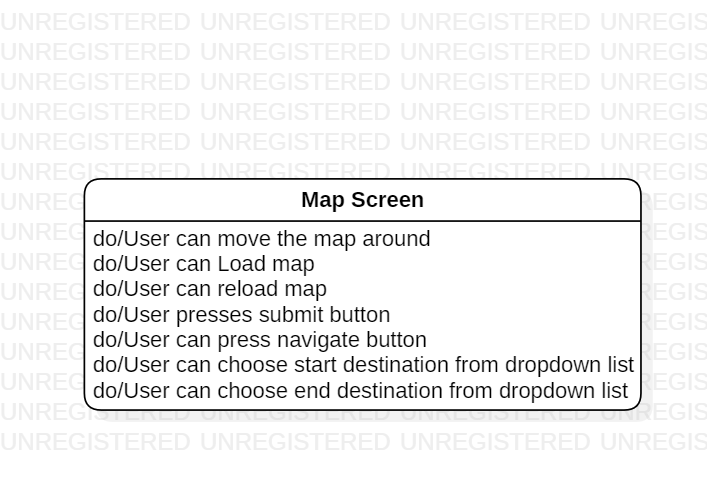 UNREGISTERED UNREGISTERED UNREGISTERED UNREGIS
UNREGISTERED UNREGISTERED UNREGISTERED UNREGIS
UNREGISTERED UNREGISTERED UNREGISTERED UNREGIS
UNREGISTERED UNREGISTERED UNREGISTERED UNREGIS
UNREGISTERED UNREGISTERED UNREGISTERED UNREGIS
UNREGISTERED UNREGISTERED UNREGISTERED UNREGIS
Map Screen
do/User can move the map around
do/User can Load map
do/User can reload map
do/User presses submit button
do/User can press navigate button
do/User can choose start destination from dropdown list
do/User can choose end destination from dropdown list
UNREGISTERED UNREGISTERED UNREGISTERED UNREGIS
UNREGISTERED UNREGISTERED UNREGISTERED UNREGIS